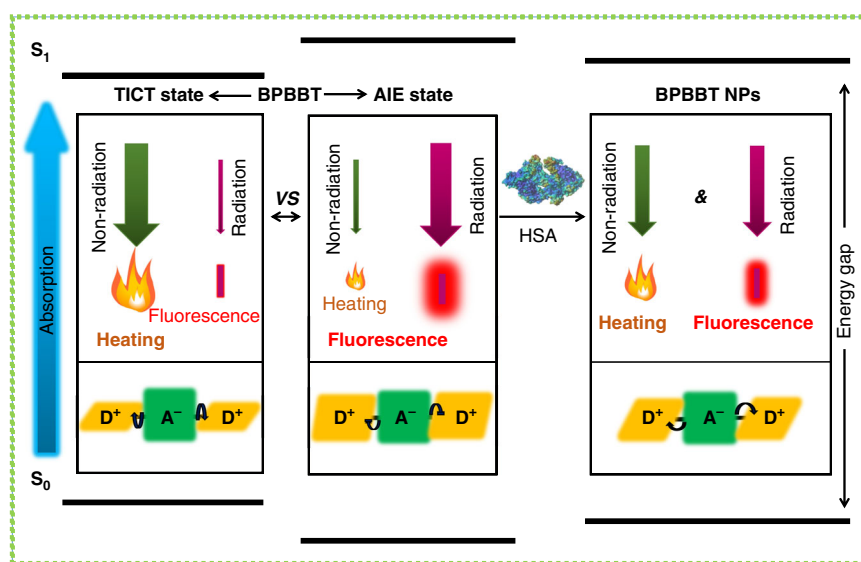 S1
TICT state
BPBBT
AIE state
BPBBT NPs
Absorption
Non-radiation
Radiation
Heating
Fluorescence
VS
Non-radiation
Radiation
Heating
Fluorescence
HSA
Non-radiation
&
Radiation
Heating
Fluorescence
Energy gap
D⁺
A⁻
D⁺
D⁺
A⁻
D⁺
D⁺
A⁻
D⁺
S0